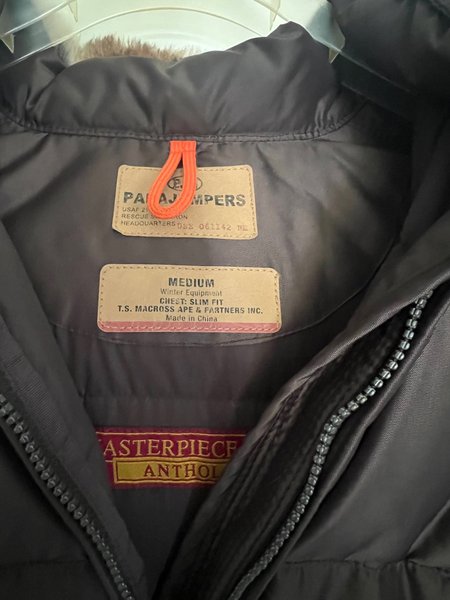 PARAJUMPERS
USAF 2
RESCUE
HEADQUARTERS
MEDIUM
Winter Equipment
CHEST: SLIM FIT
T.S. MACROSS APE & PARTNERS INC.
Made in China
ASTERPIECE
ANTHOL